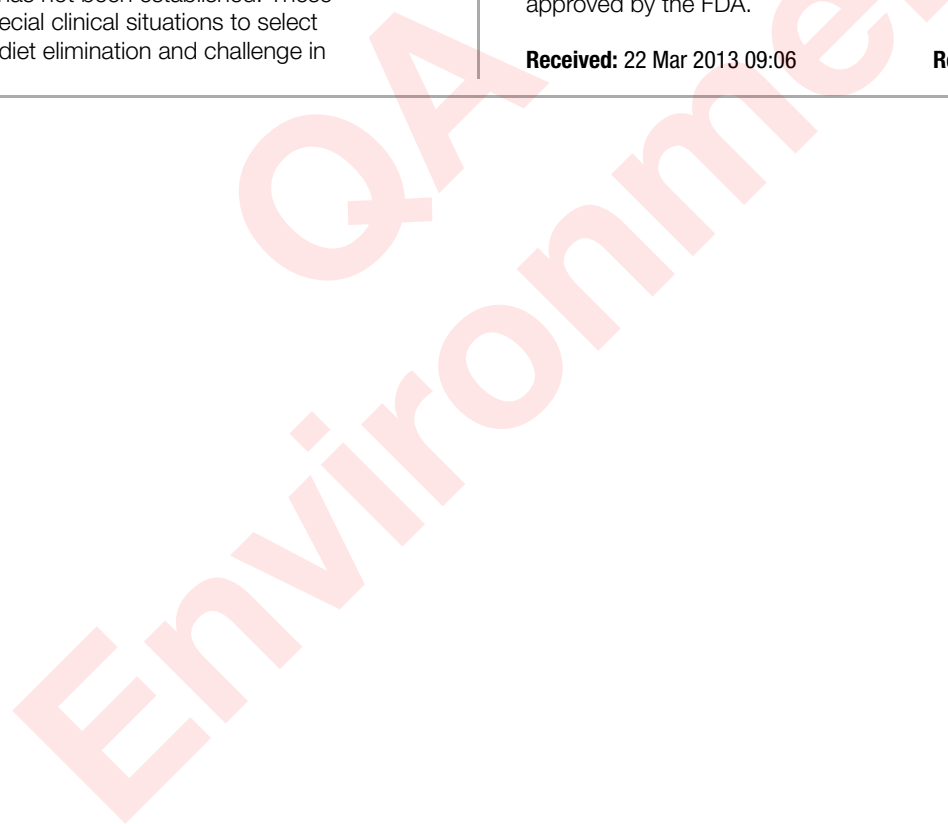 has not been established. These
ecial clinical situations to select
diet elimination and challenge in
approved by the FDA.
Received: 22 Mar 2013 09:06
QA
Environme